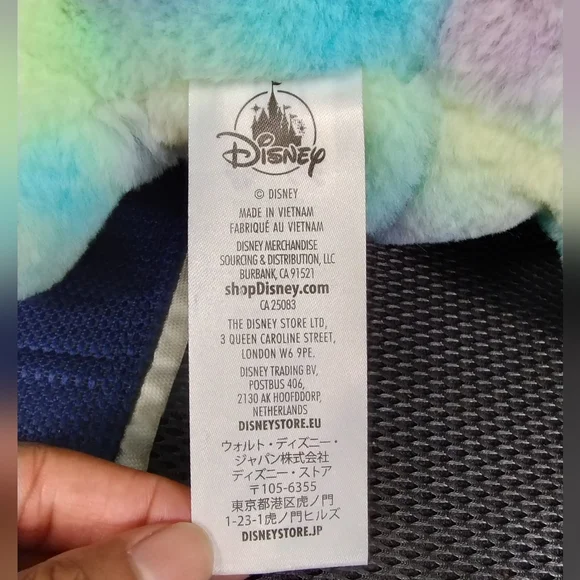 Disney
© DISNEY
MADE IN VIETNAM
FABRIQUÉ AU VIETNAM
DISNEY MERCHANDISE
SOURCING & DISTRIBUTION, LLC
BURBANK, CA 91521
shopDisney.com
CA 25083
THE DISNEY STORE LTD,
3 QUEEN CAROLINE STREET,
LONDON W6 9PE.
DISNEY TRADING BV,
POSTBUS 406,
2130 AK HOOFDDORP,
NETHERLANDS
DISNEYSTORE.EU
ウォルト・ディズニー・
ジャパン株式会社
ディズニー・ストア
〒105-6355
東京都港区虎ノ門
1-23-1虎ノ門ヒルズ
DISNEYSTORE.JP